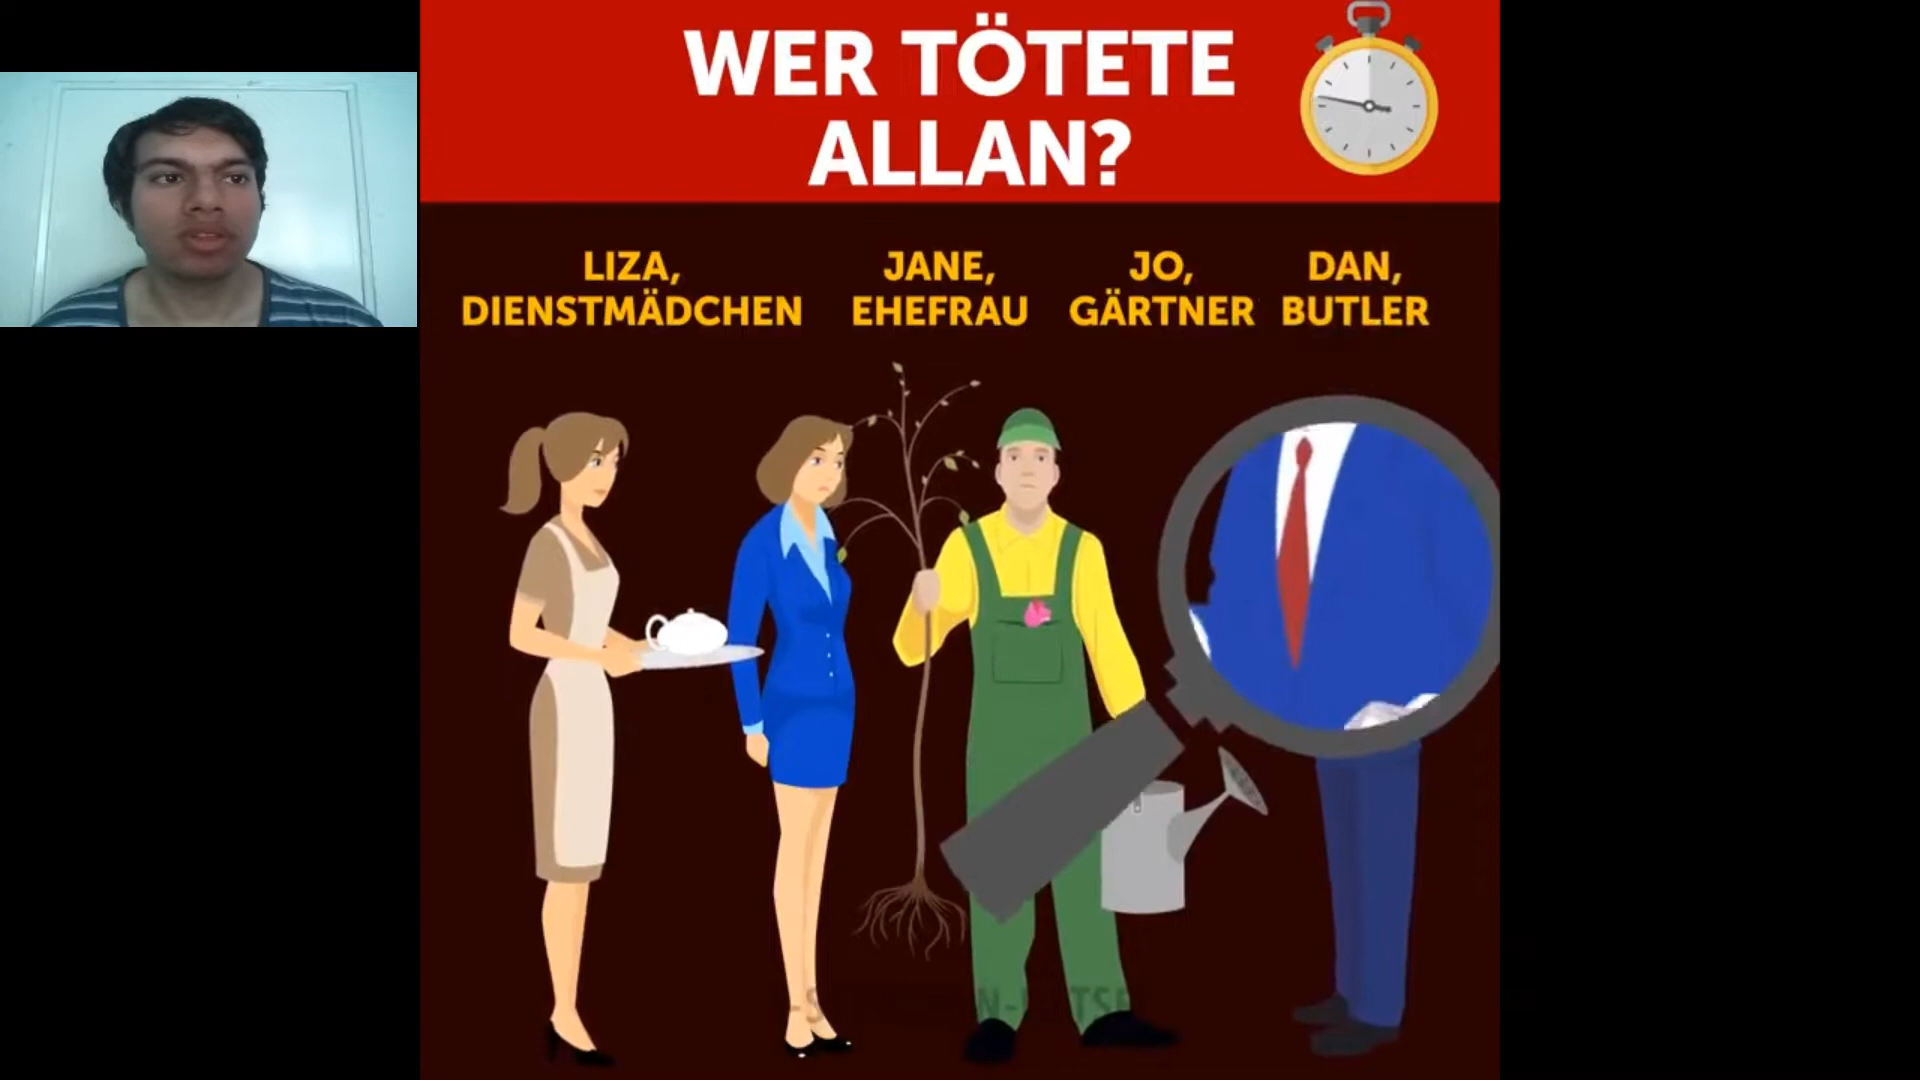 WER TÖTETE
ALLAN?
LIZA,
DIENSTMÄDCHEN
JANE,
EHEFRAU
JO,
GÄRTNER
DAN,
BUTLER